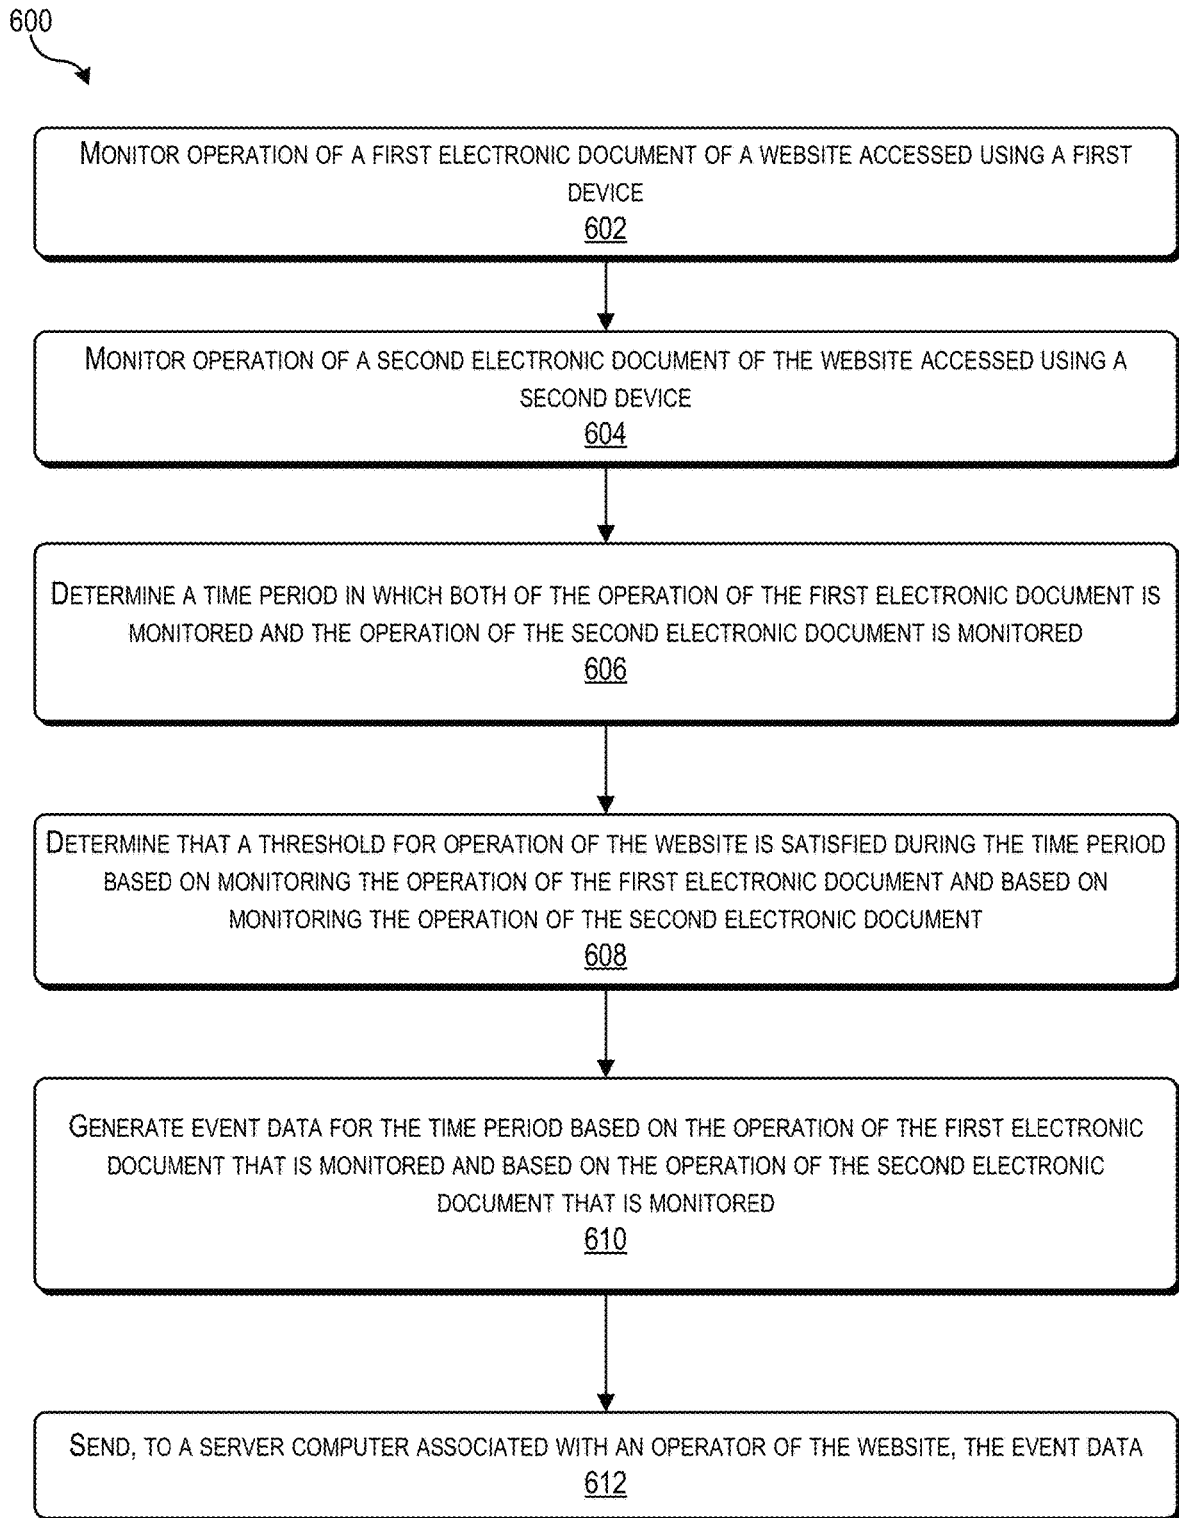 600
MONITOR OPERATION OF A FIRST ELECTRONIC DOCUMENT OF A WEBSITE ACCESSED USING A FIRST
DEVICE
602
MONITOR OPERATION OF A SECOND ELECTRONIC DOCUMENT OF THE WEBSITE ACCESSED USING A
SECOND DEVICE
604
DETERMINE A TIME PERIOD IN WHICH BOTH OF THE OPERATION OF THE FIRST ELECTRONIC DOCUMENT IS
MONITORED AND THE OPERATION OF THE SECOND ELECTRONIC DOCUMENT IS MONITORED
606
DETERMINE THAT A THRESHOLD FOR OPERATION OF THE WEBSITE IS SATISFIED DURING THE TIME PERIOD
BASED ON MONITORING THE OPERATION OF THE FIRST ELECTRONIC DOCUMENT AND BASED ON
MONITORING THE OPERATION OF THE SECOND ELECTRONIC DOCUMENT
608
GENERATE EVENT DATA FOR THE TIME PERIOD BASED ON THE OPERATION OF THE FIRST ELECTRONIC
DOCUMENT THAT IS MONITORED AND BASED ON THE OPERATION OF THE SECOND ELECTRONIC
DOCUMENT THAT IS MONITORED
610
SEND, TO A SERVER COMPUTER ASSOCIATED WITH AN OPERATOR OF THE WEBSITE, THE EVENT DATA
612